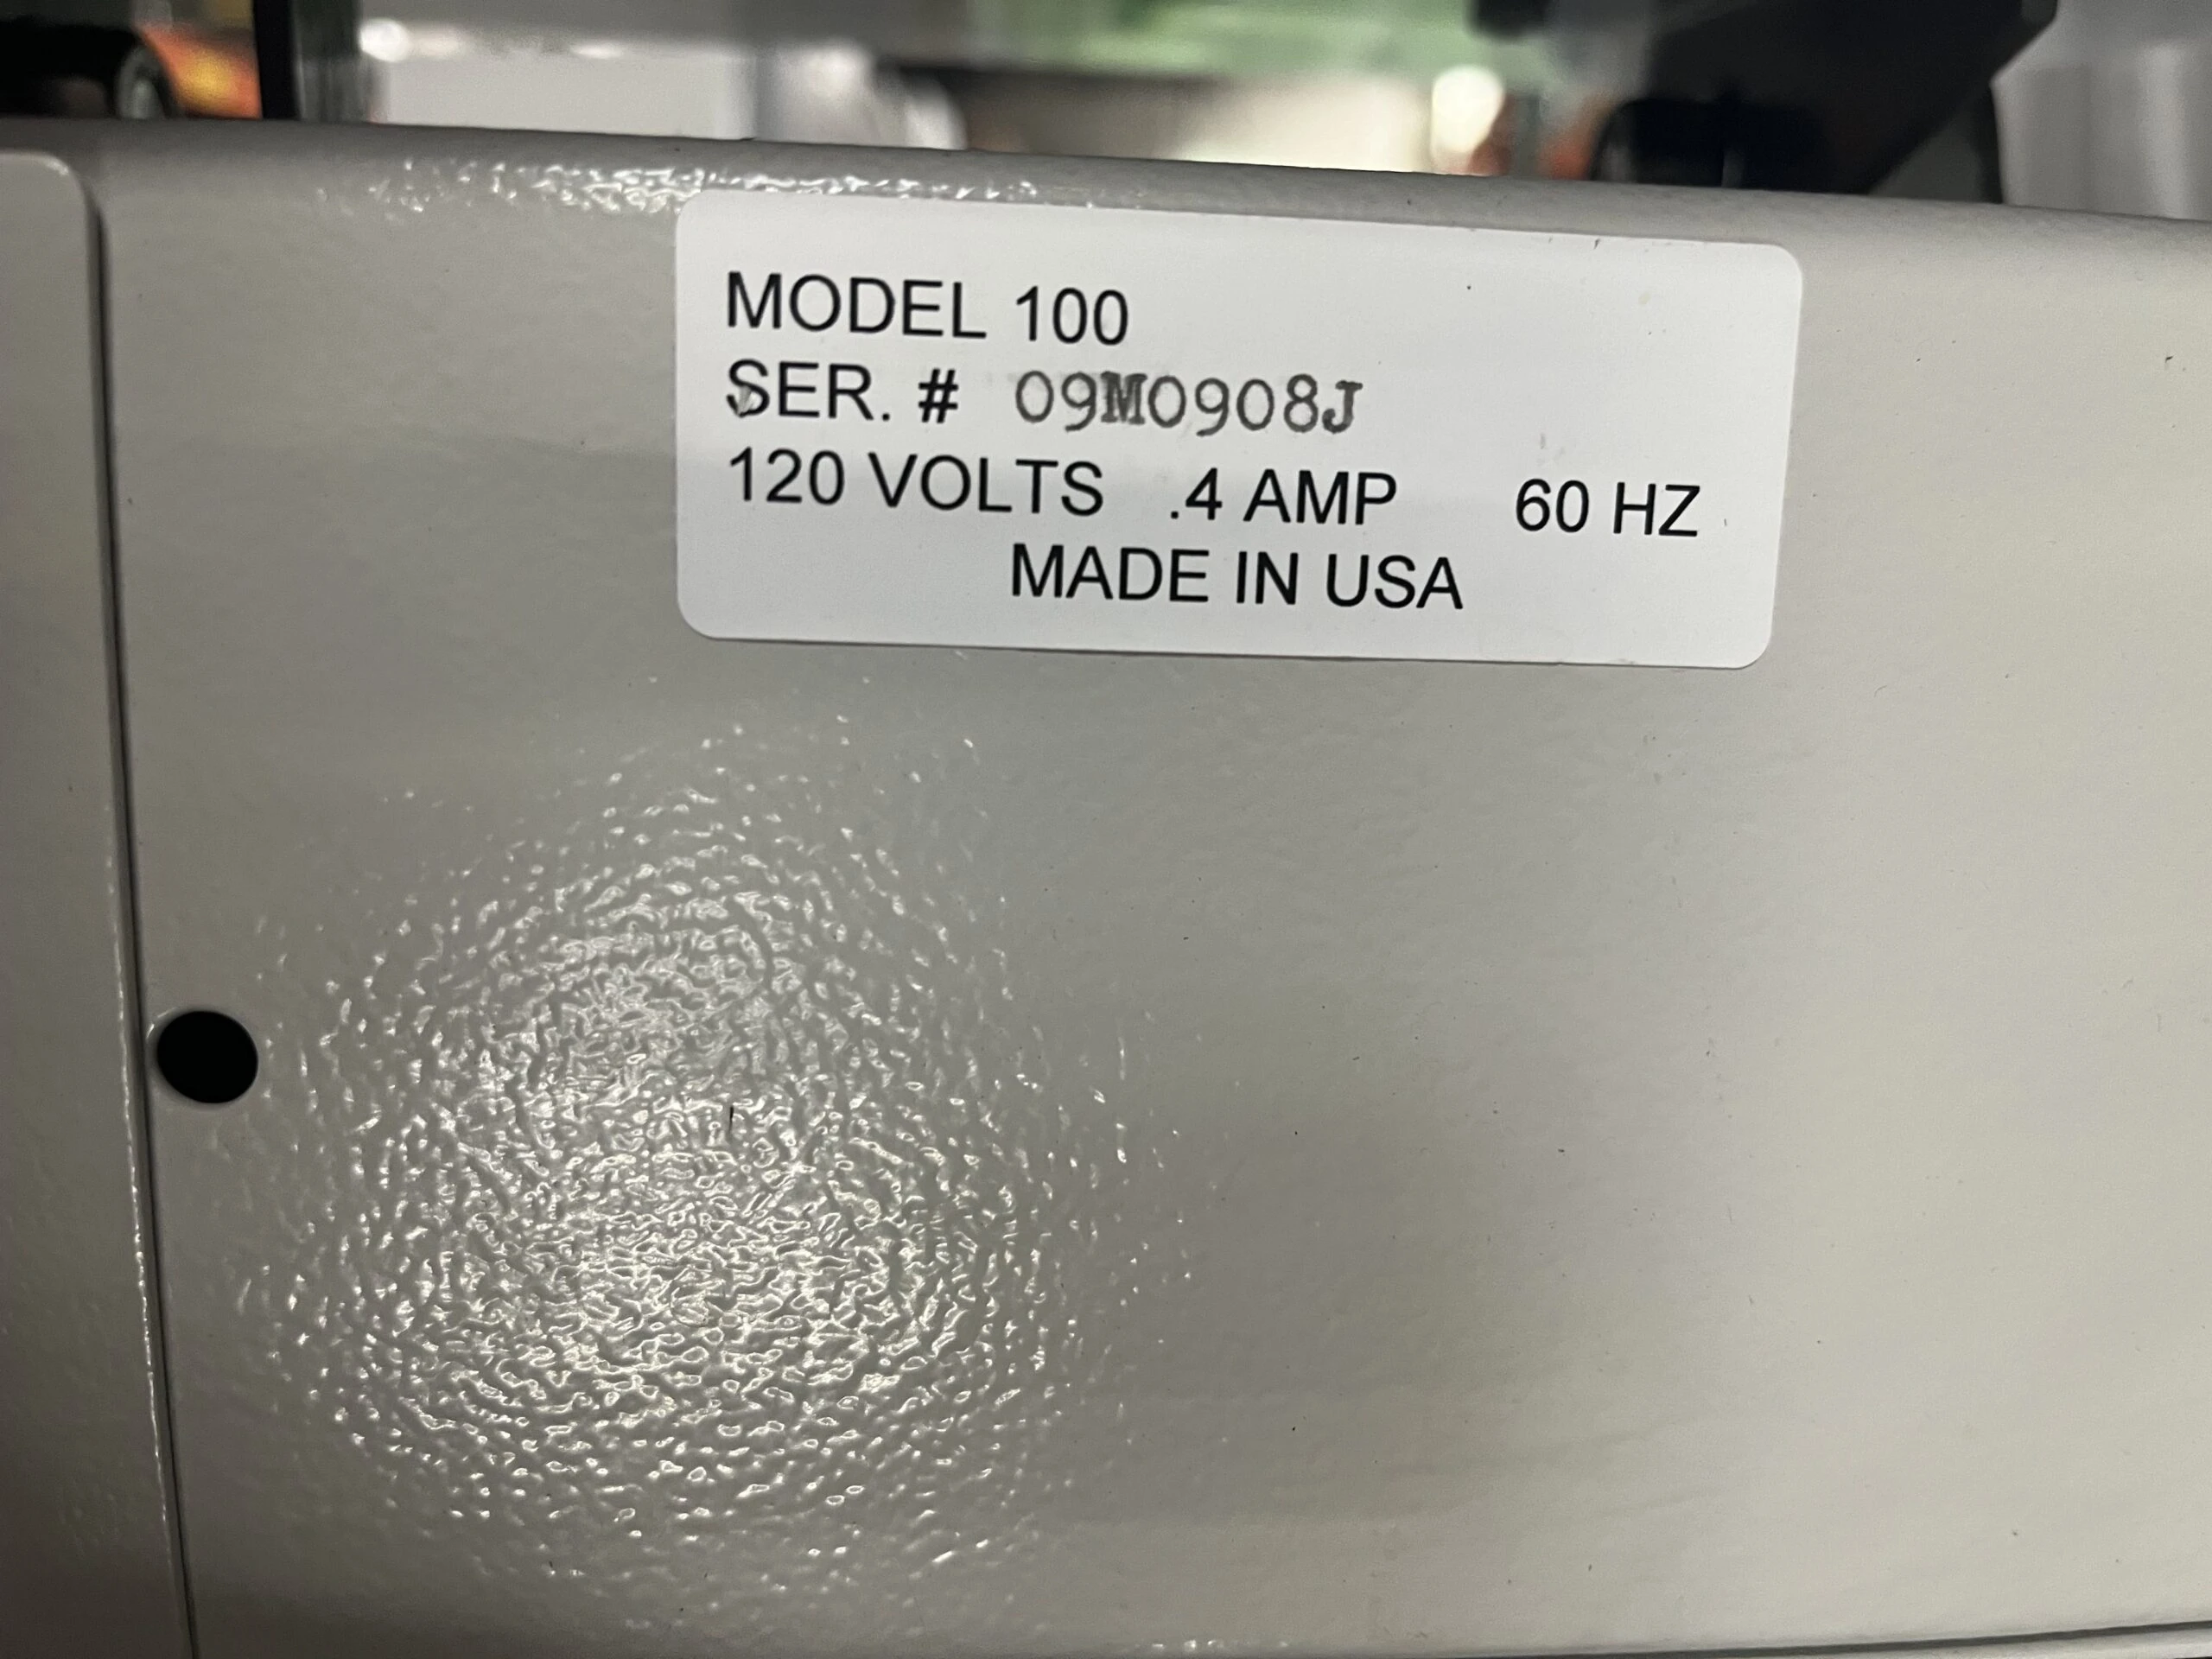 MODEL 100
SER. # 09M0908J
120 VOLTS .4 AMP 60 HZ
MADE IN USA